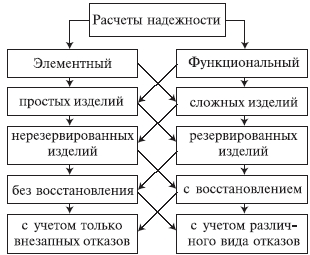 Расчеты надежности
Элементный
Функциональный
простых изделий
сложных изделий
нерезервированных
изделий
резервированных
изделий
без восстановления
с восстановлением
с учетом только
внезапных отказов
с учетом различ-
ного вида отказов